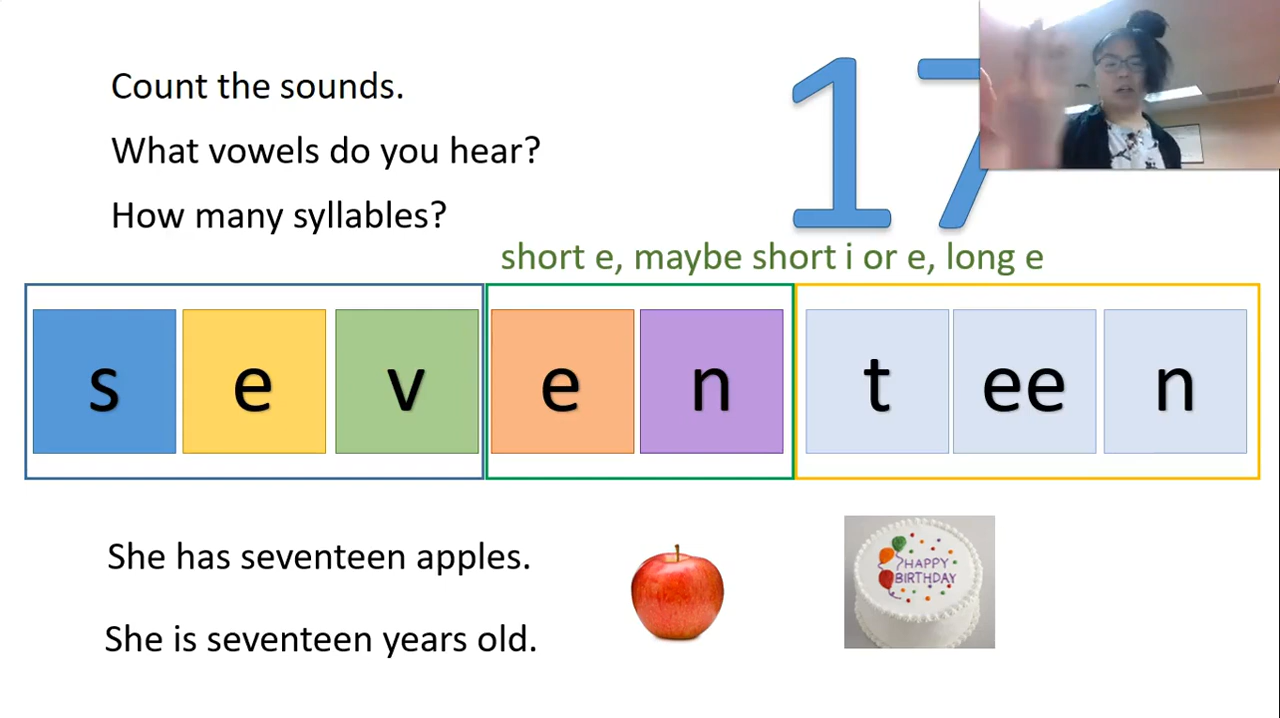 Count the sounds.
What vowels do you hear?
How many syllables?
17
short e, maybe short i or e, long e
s e v e n t ee n
She has seventeen apples.
She is seventeen years old.
HAPPY
BIRTHDAY